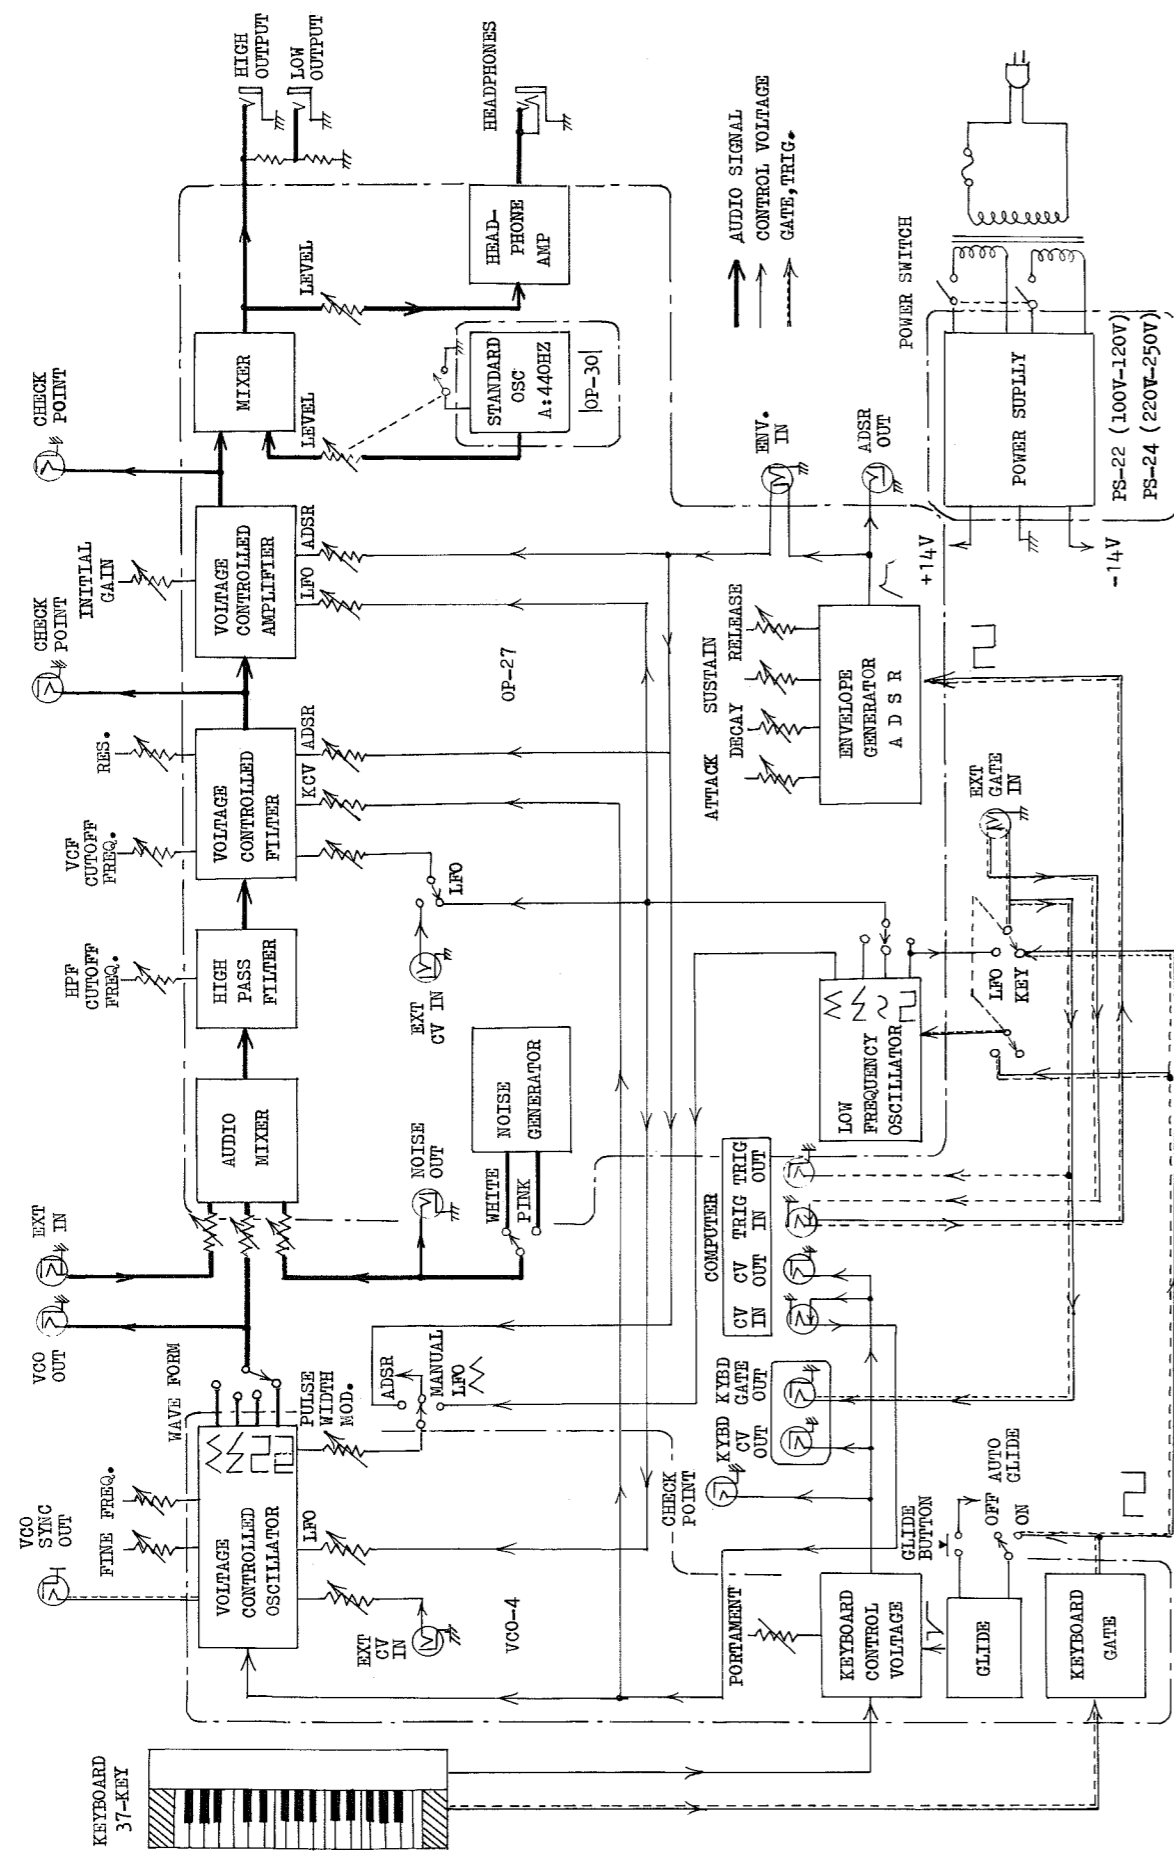 KEYBOARD
37-KEY
VCO
SYNC
OUT
FINE FREQ.
WAVE FORM
VCO
OUT
EXT
IN
HPF
CUTOFF
FREQ.
VCF
CUTOFF
FREQ.
RES.
CHECK
POINT
INITIAL
GAIN
CHECK
POINT
HIGH
OUTPUT
LOW
OUTPUT
VOLTAGE
CONTROLLED
OSCILLATOR
AUDIO
MIXER
HIGH
PASS
FILTER
VOLTAGE
CONTROLLED
FILTER
VOLTAGE
CONTROLLED
AMPLIFIER
MIXER
LEVEL
LFO
PULSE
WIDTH
MOD.
KCV
ADSR
LFO
ADSR
LEVEL
EXT
CV IN
VCO-4
ADSR
MANUAL
LFO
NOISE
OUT
WHITE
PINK
NOISE
GENERATOR
EXT
CV IN
LFO
OP-27
STANDARD
OSC
A:440HZ
OP-30
HEAD-
PHONE
AMP
HEADPHONES
CHECK
POINT
PORTAMENT
KYBD
CV
OUT
KYBD
GATE
OUT
COMPUTER
CV
IN
CV
OUT
TRIG
IN
TRIG
OUT
LOW
FREQUENCY
OSCILLATOR
ATTACK
DECAY
SUSTAIN
RELEASE
ENVELOPE
GENERATOR
A D S R
ENV.
IN
ADSR
OUT
AUDIO SIGNAL
CONTROL VOLTAGE
GATE,TRIG.
KEYBOARD
CONTROL
VOLTAGE
GLIDE
BUTTON
GLIDE
OFF
ON
AUTO
GLIDE
KEYBOARD
GATE
LFO
KEY
EXT
GATE
IN
+14V
-14V
POWER SUPLLY
PS-22 (100V-120V)
PS-24 (220V-250V)
POWER SWITCH